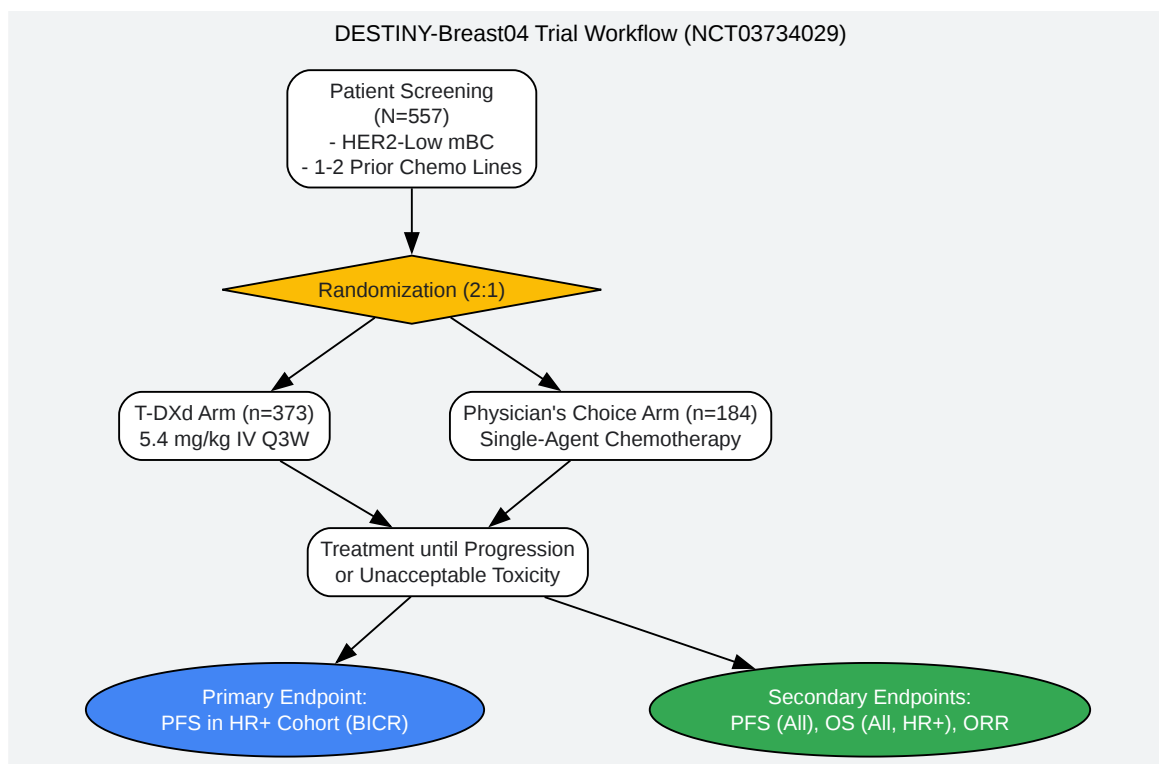 DESTINY-Breast04 Trial Workflow (NCT03734029)
Patient Screening
(N=557)
- HER2-Low mBC
- 1-2 Prior Chemo Lines
Randomization (2:1)
T-DXd Arm (n=373)
5.4 mg/kg IV Q3W
Physician's Choice Arm (n=184)
Single-Agent Chemotherapy
Treatment until Progression
or Unacceptable Toxicity
Primary Endpoint:
PFS in HR+ Cohort (BICR)
Secondary Endpoints:
PFS (All), OS (All, HR+), ORR